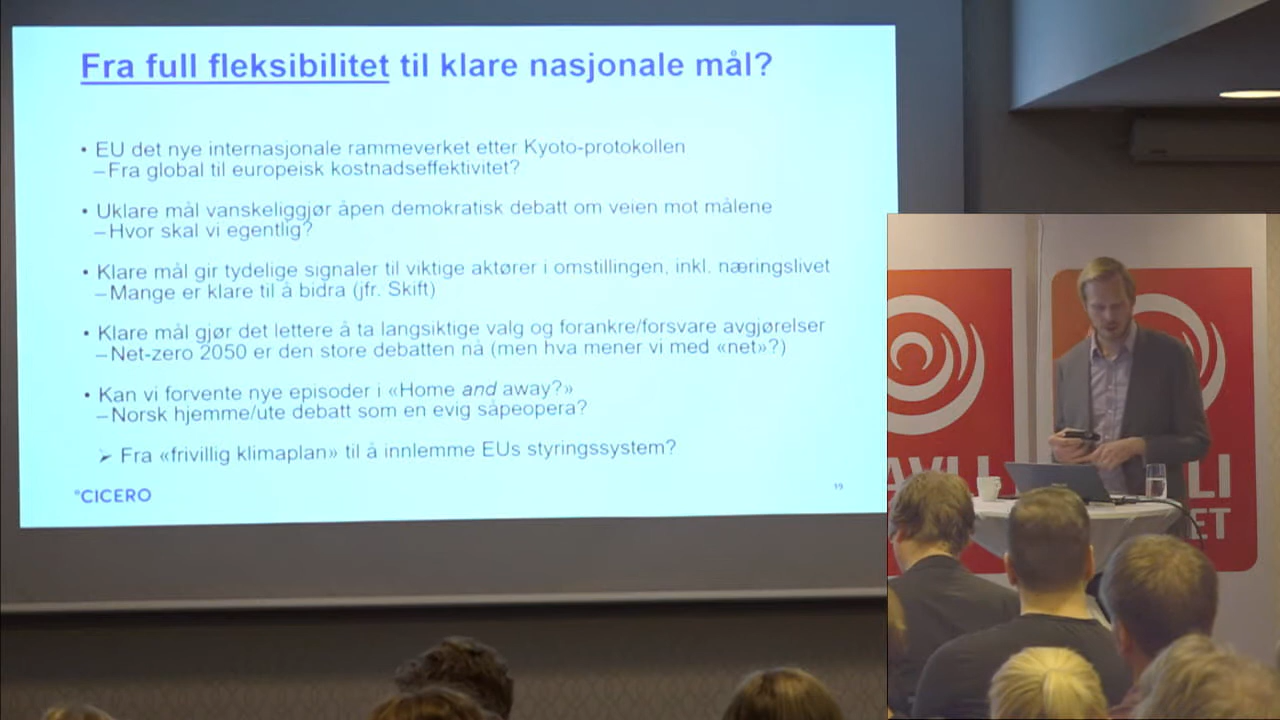 Fra full fleksibilitet til klare nasjonale mål?
• EU det nye internasjonale rammeverket etter Kyoto-protokollen
–Fra global til europeisk kostnadseffektivitet?
• Uklare mål vanskeliggjør åpen demokratisk debatt om veien mot målene
–Hvor skal vi egentlig?
• Klare mål gir tydelige signaler til viktige aktører i omstillingen, inkl. næringslivet
–Mange er klare til å bidra (jfr. Skift)
• Klare mål gjør det lettere å ta langsiktige valg og forankre/forsvare avgjørelser
–Net-zero 2050 er den store debatten nå (men hva mener vi med «net»?)
• Kan vi forvente nye episoder i «Home and away?»
–Norsk hjemme/ute debatt som en evig såpeopera?
➢ Fra «frivillig klimaplan» til å innlemme EUs styringssystem?
°CICERO
19